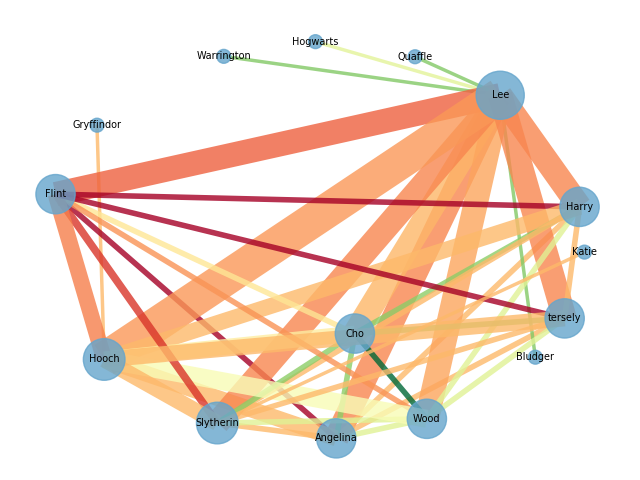 Hogwarts
Warrington
Quaffle
Lee
Gryffindor
Flint
Harry
Katie
tersely
Cho
Bludger
Hooch
Slytherin
Wood
Angelina